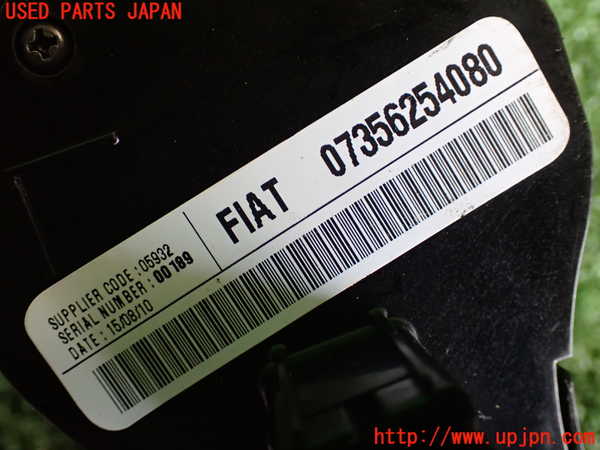 USED PARTS JAPAN
FIAT 07356254080
SUPPLIER CODE : 05932
SERIAL NUMBER : 00189
DATE : 15/08/10
http://www.upjpn.com/